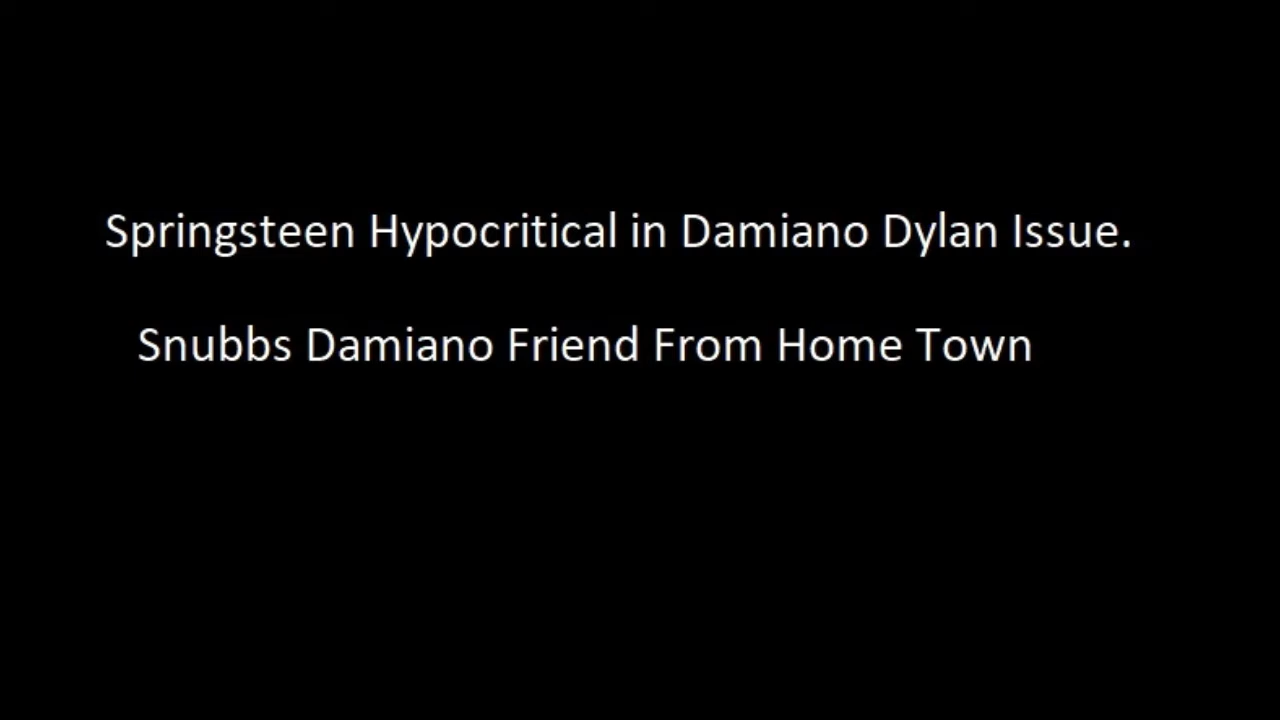 Springsteen Hypocritical in Damiano Dylan Issue.
Snubbs Damiano Friend From Home Town